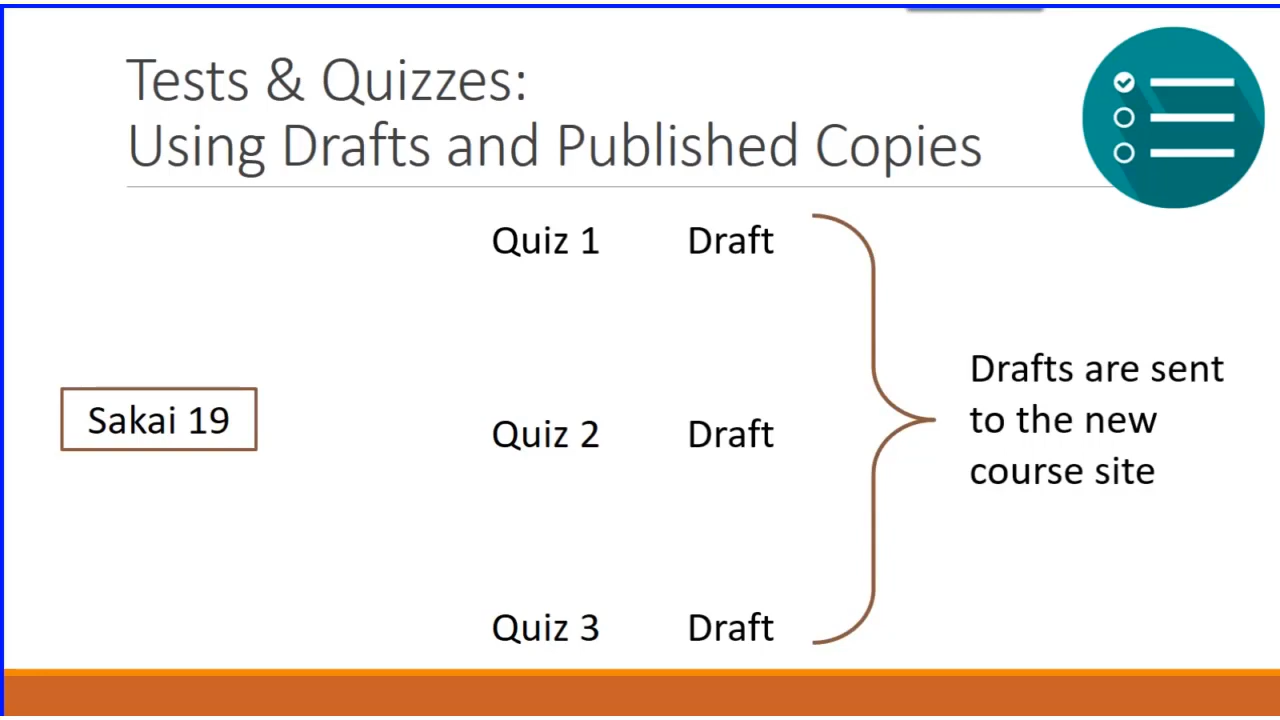 Tests & Quizzes:
Using Drafts and Published Copies
Quiz 1 Draft
Drafts are sent
to the new
course site
Sakai 19
Quiz 2 Draft
Quiz 3 Draft